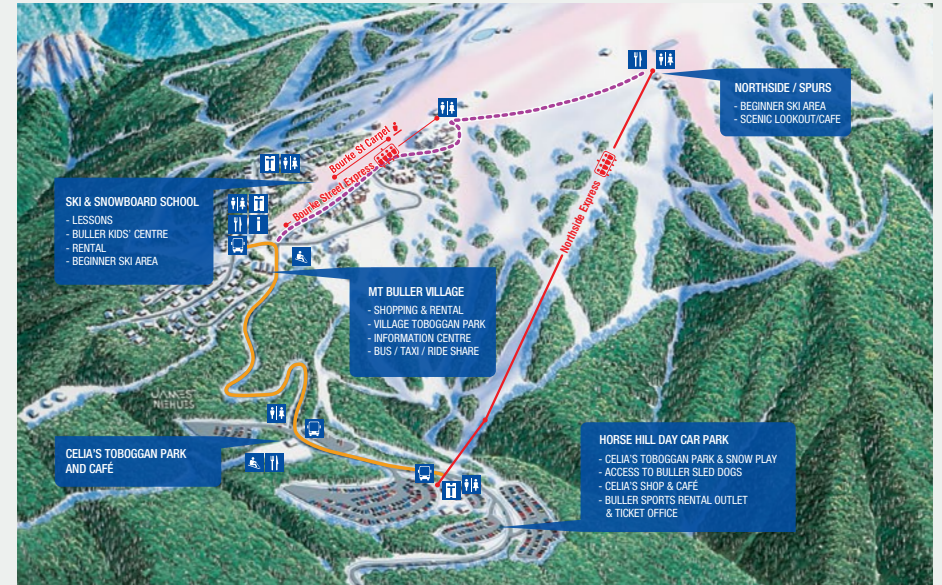 NORTHSIDE / SPURS
- BEGINNER SKI AREA
- SCENIC LOOKOUT/CAFE
Bourke St Carpet
Bourke Street Express
Northside Express
SKI & SNOWBOARD SCHOOL
- LESSONS
- BULLER KIDS' CENTRE
- RENTAL
- BEGINNER SKI AREA
MT BULLER VILLAGE
- SHOPPING & RENTAL
- VILLAGE TOBOGGAN PARK
- INFORMATION CENTRE
- BUS / TAXI / RIDE SHARE
JAMES
NIEHUES
CELIA'S TOBOGGAN PARK
AND CAFÉ
HORSE HILL DAY CAR PARK
- CELIA'S TOBOGGAN PARK & SNOW PLAY
- ACCESS TO BULLER SLED DOGS
- CELIA'S SHOP & CAFÉ
- BULLER SPORTS RENTAL OUTLET
& TICKET OFFICE